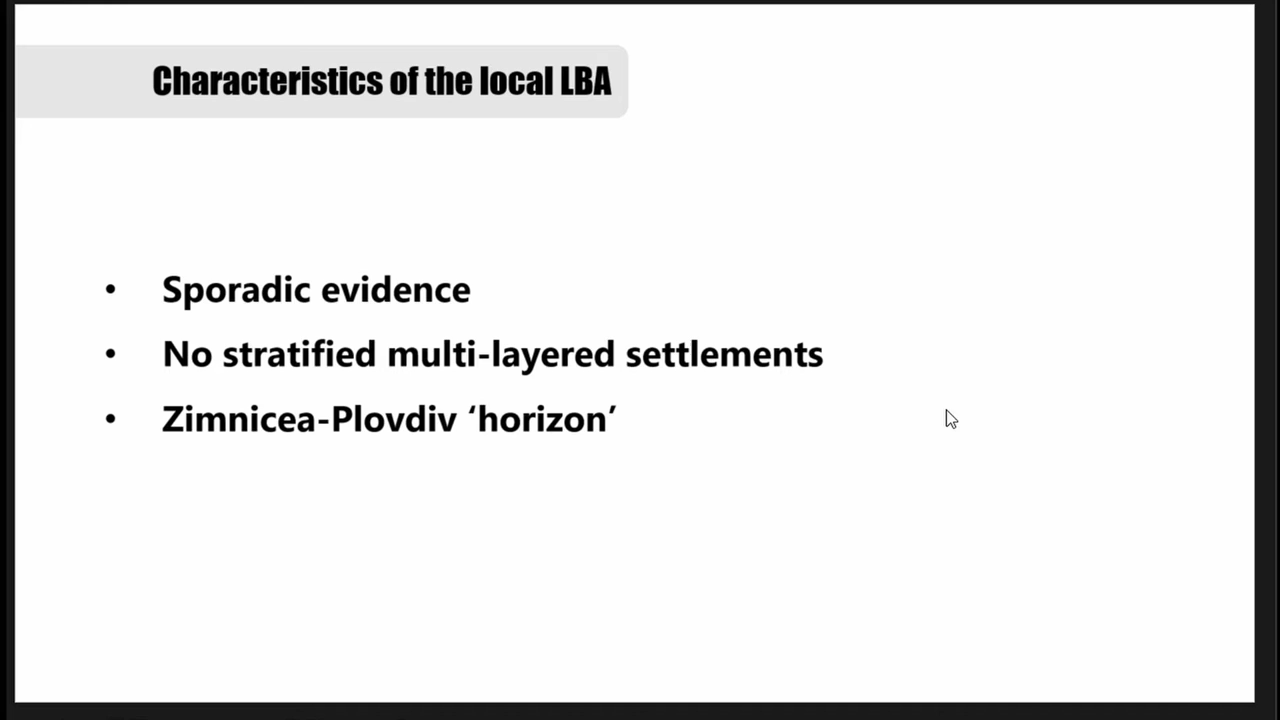 Characteristics of the local LBA
• Sporadic evidence
• No stratified multi-layered settlements
• Zimnicea-Plovdiv ‘horizon’